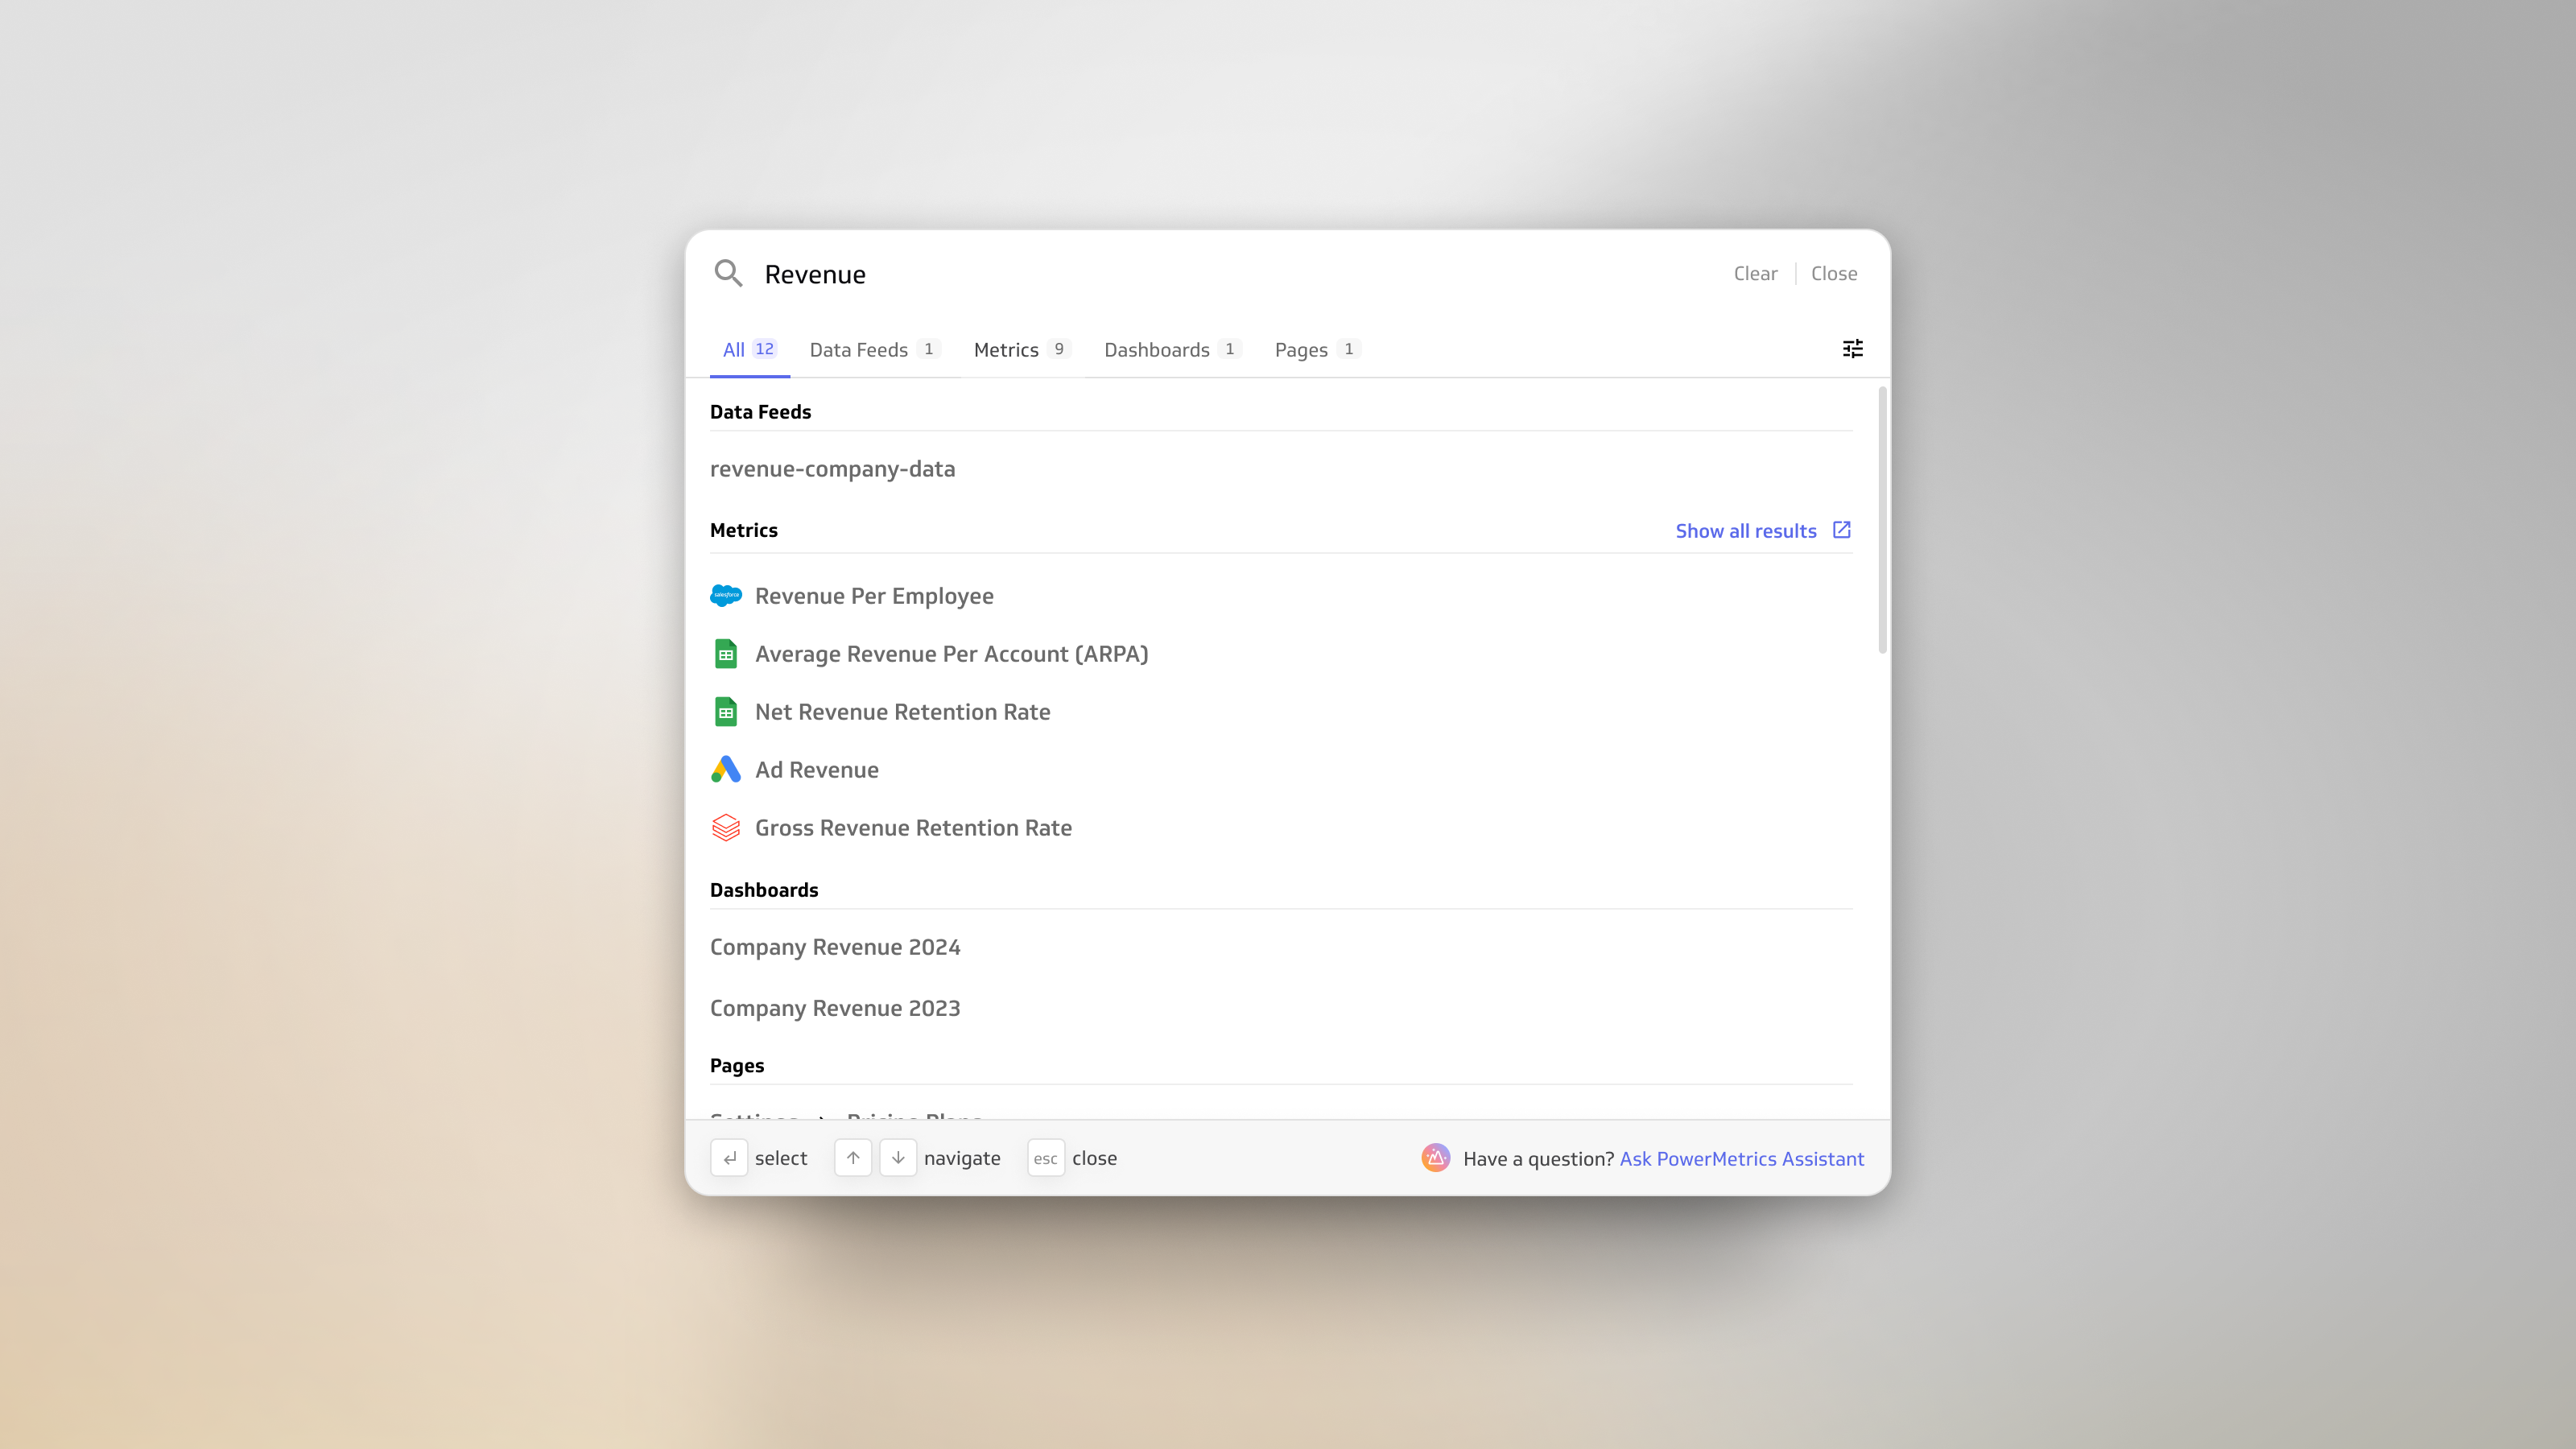 Revenue
Clear
Close
All 12
Data Feeds 1
Metrics 9
Dashboards 1
Pages 1
Data Feeds
revenue-company-data
Metrics
Show all results
salesforce
Revenue Per Employee
Average Revenue Per Account (ARPA)
Net Revenue Retention Rate
Ad Revenue
Gross Revenue Retention Rate
Dashboards
Company Revenue 2024
Company Revenue 2023
Pages
Settings > Pricing Plans
select
navigate
esc close
Have a question? Ask PowerMetrics Assistant